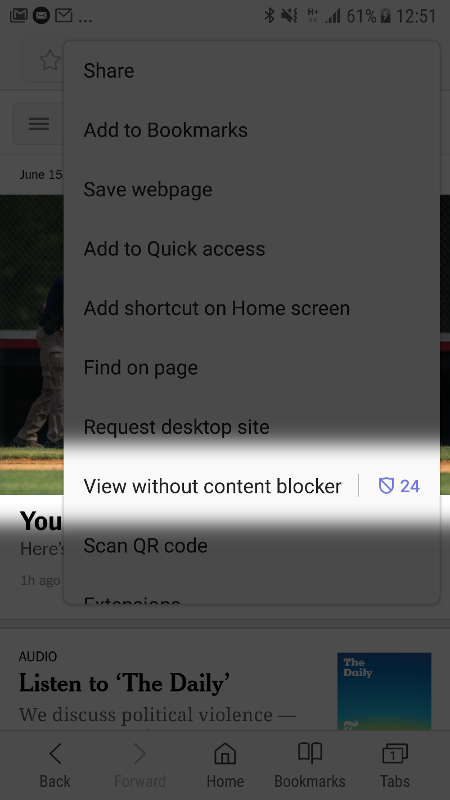 ... 61% 12:51
Share
Add to Bookmarks
June 15
Save webpage
Add to Quick access
Add shortcut on Home screen
Find on page
Request desktop site
View without content blocker 24
You
Here's
Scan QR code
1h ago
Extensions
AUDIO
Listen to ‘The Daily’
The
Daily
We discuss political violence —
1
Back Forward Home Bookmarks Tabs